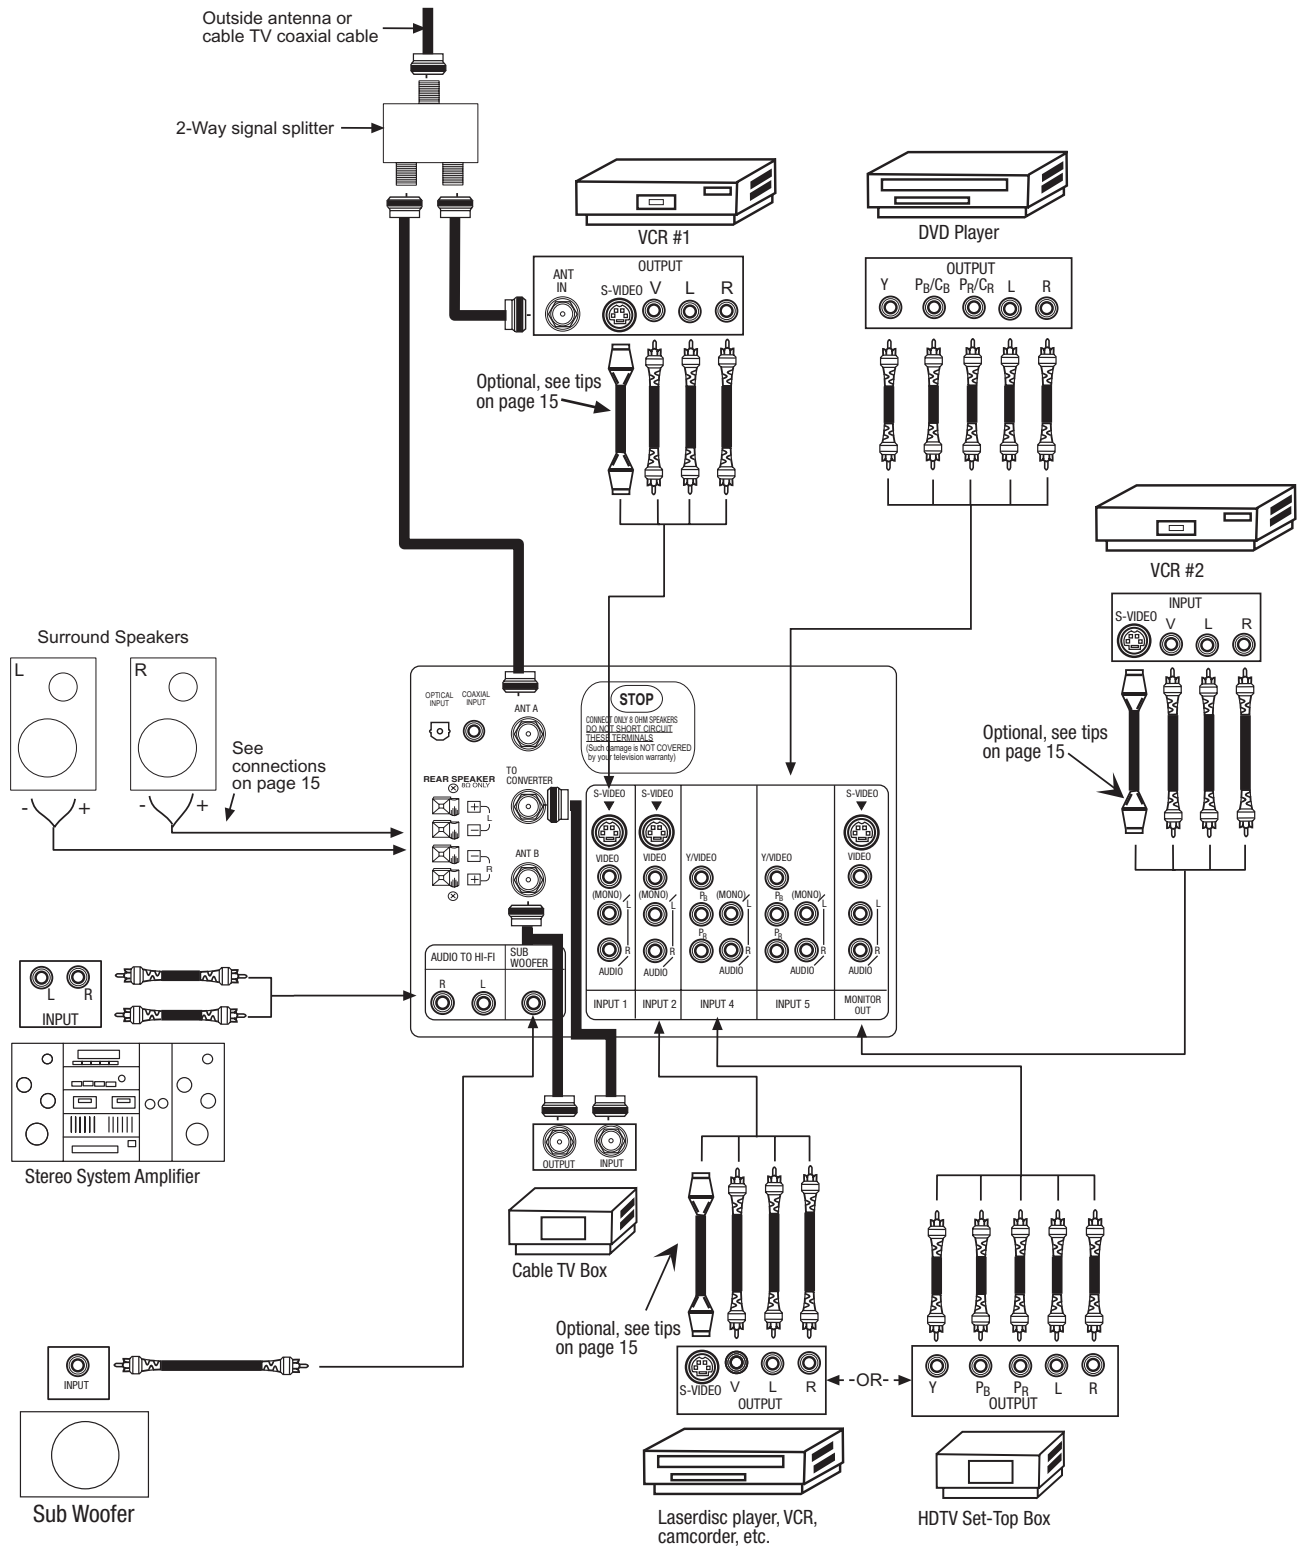 Outside antenna or
cable TV coaxial cable
2-Way signal splitter
VCR #1
OUTPUT
ANT
IN
S-VIDEO V L R
Optional, see tips
on page 15
DVD Player
OUTPUT
Y PB/CB PR/CR L R
VCR #2
INPUT
S-VIDEO V L R
Optional, see tips
on page 15
Surround Speakers
L R
- + - +
See
connections
on page 15
OPTICAL
INPUT
COAXIAL
INPUT
ANT A
STOP
CONNECT ONLY 8 OHM SPEAKERS
DO NOT SHORT CIRCUIT
THESE TERMINALS
(Such damage is NOT COVERED
by your television warranty)
REAR SPEAKER
8Ω ONLY
+ L
-
- R
+
TO
CONVERTER
ANT B
AUDIO TO HI-FI
R L
SUB
WOOFER
S-VIDEO
VIDEO
(MONO)
L
R
AUDIO
INPUT 1
S-VIDEO
VIDEO
(MONO)
L
R
AUDIO
INPUT 2
Y/VIDEO
PB
(MONO)
L
PR
R
AUDIO
INPUT 4
Y/VIDEO
PB
(MONO)
L
PR
R
AUDIO
INPUT 5
S-VIDEO
VIDEO
L
R
AUDIO
MONITOR
OUT
L R
INPUT
Stereo System Amplifier
OUTPUT INPUT
Cable TV Box
INPUT
Sub Woofer
Optional, see tips
on page 15
S-VIDEO V L R
OUTPUT
-OR-
Y PB PR L R
OUTPUT
Laserdisc player, VCR,
camcorder, etc.
HDTV Set-Top Box